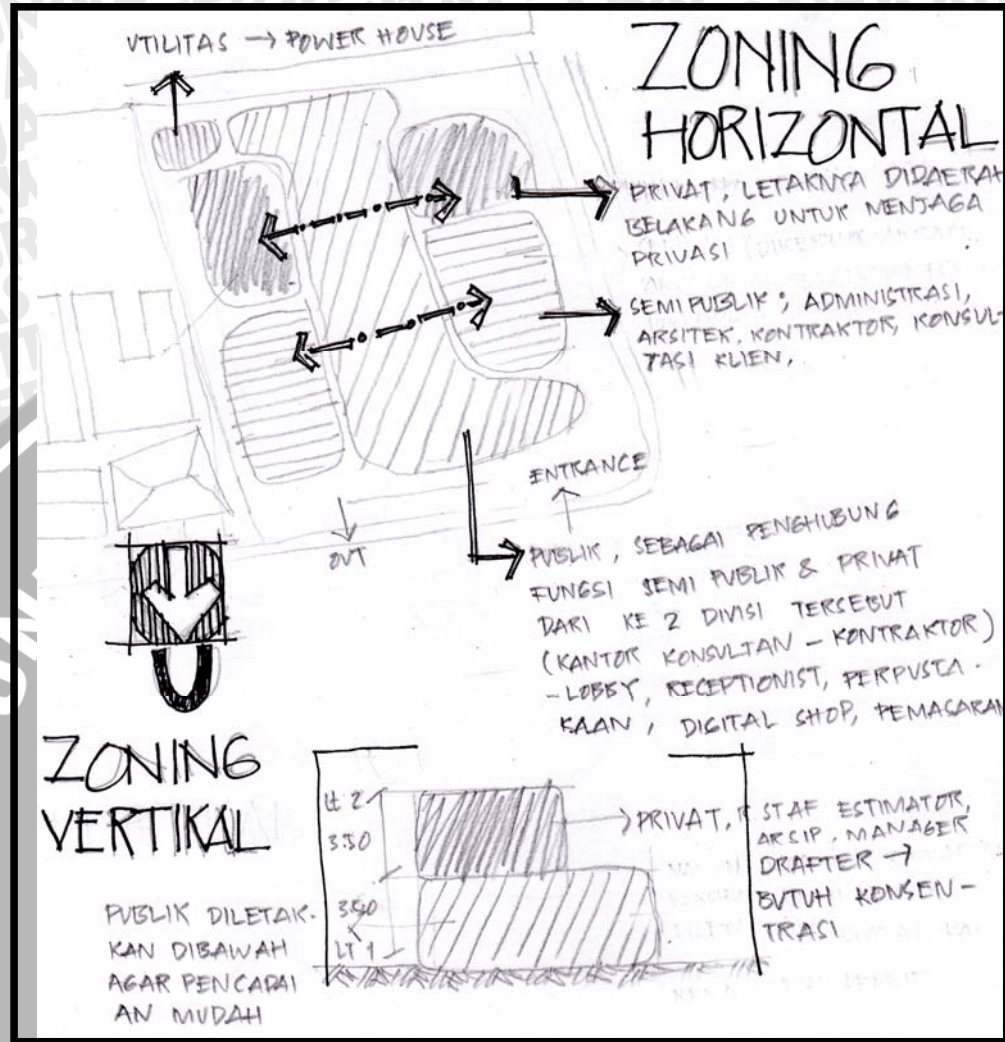 UTILITAS → POWER HOUSE
ZONING
HORIZONTAL
PRIVAT, LETAKNYA DIDAERAH
BELAKANG UNTUK MENJAGA
PRIVASI
SEMI PUBLIK; ADMINISTRASI,
ARSITEK, KONTRAKTOR, KONSUL-
TASI KLIEN,
ENTRANCE
OUT
PUBLIK, SEBAGAI PENGHUBUNG
FUNGSI SEMI PUBLIK & PRIVAT
DARI KE 2 DIVISI TERSEBUT
(KANTOR KONSULTAN - KONTRAKTOR)
- LOBBY, RECEPTIONIST, PERPUSTA-
KAAN, DIGITAL SHOP, PEMASARAN
U
ZONING
VERTIKAL
PUBLIK DILETAK-
KAN DIBAWAH
AGAR PENCAPAI
AN MUDAH
Lt 2
3.50
3.50
LT 1
PRIVAT, R. STAF ESTIMATOR,
ARSIP, MANAGER
DRAFTER →
BUTUH KONSEN-
TRASI